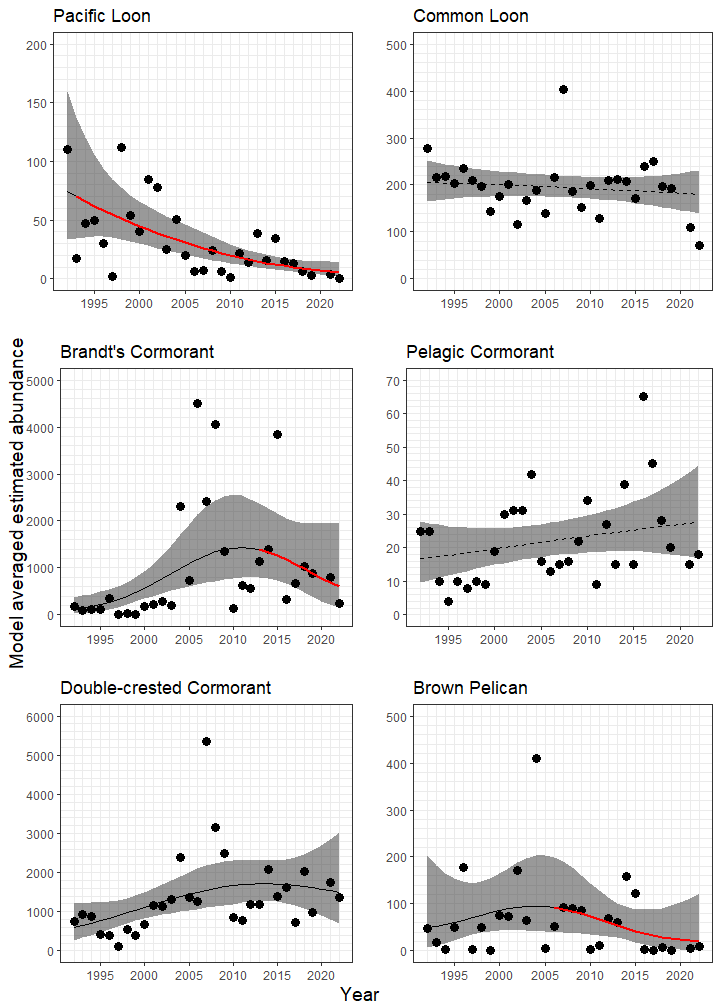 Pacific Loon
Common Loon
200
150
100
50
0
1995 2000 2005 2010 2015 2020
500
400
300
200
100
0
1995 2000 2005 2010 2015 2020
Model averaged estimated abundance
Brandt's Cormorant
Pelagic Cormorant
5000
4000
3000
2000
1000
0
1995 2000 2005 2010 2015 2020
70
60
50
40
30
20
10
0
1995 2000 2005 2010 2015 2020
Double-crested Cormorant
Brown Pelican
6000
5000
4000
3000
2000
1000
0
1995 2000 2005 2010 2015 2020
500
400
300
200
100
0
1995 2000 2005 2010 2015 2020
Year